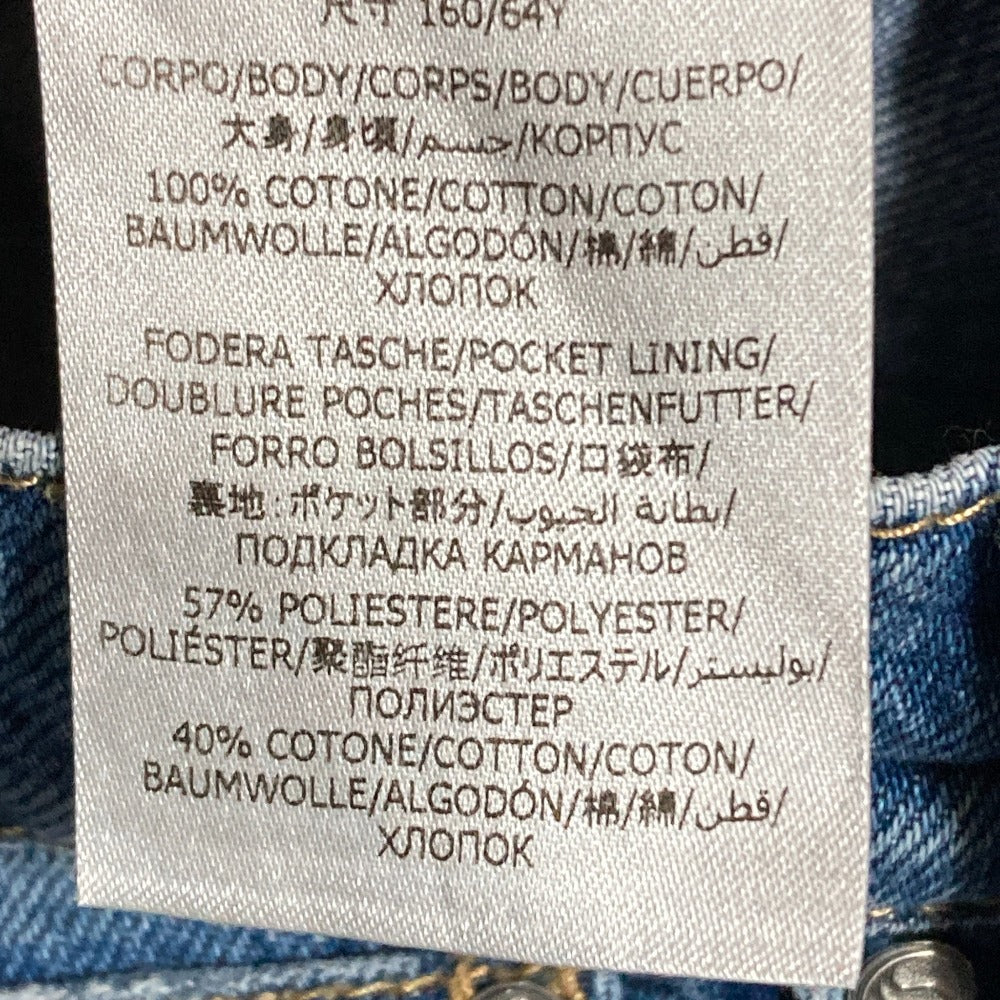 尺寸 160/64Y
CORPO/BODY/CORPS/BODY/CUERPO/
大身/身頃/جسم/КОРПУС
100% COTONE/COTTON/COTON/
BAUMWOLLE/ALGODÓN/棉/綿/قطن/
ХЛОПОК
FODERA TASCHE/POCKET LINING/
DOUBLURE POCHES/TASCHENFUTTER/
FORRO BOLSILLOS/口袋布/
裏地:ポケット部分/بطانة الجيوب/
ПОДКЛАДКА КАРМАНОВ
57% POLIESTERE/POLYESTER/
POLIÉSTER/聚酯纤维/ポリエステル/بوليستر/
ПОЛИЭСТЕР
40% COTONE/COTTON/COTON/
BAUMWOLLE/ALGODÓN/棉/綿/قطن/
ХЛОПОК